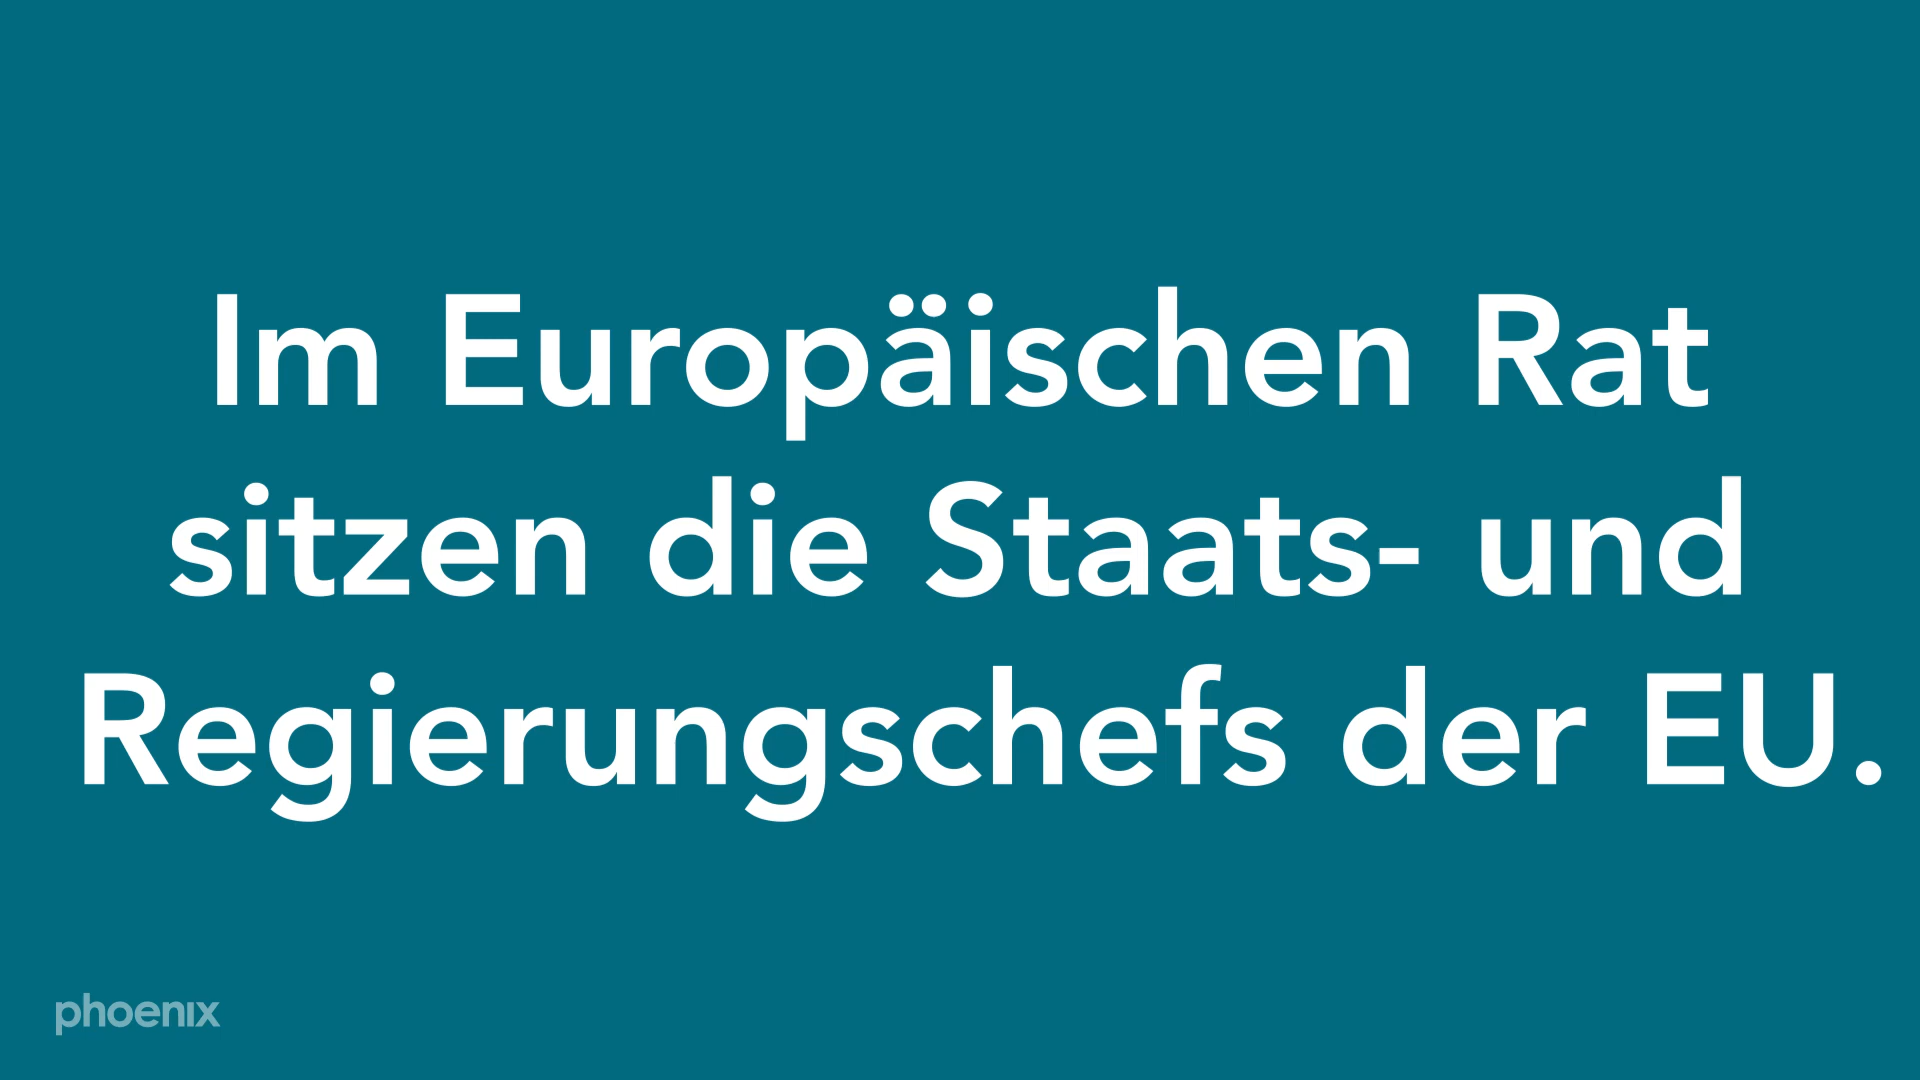 Im Europäischen Rat
sitzen die Staats- und
Regierungschefs der EU.
phoenix